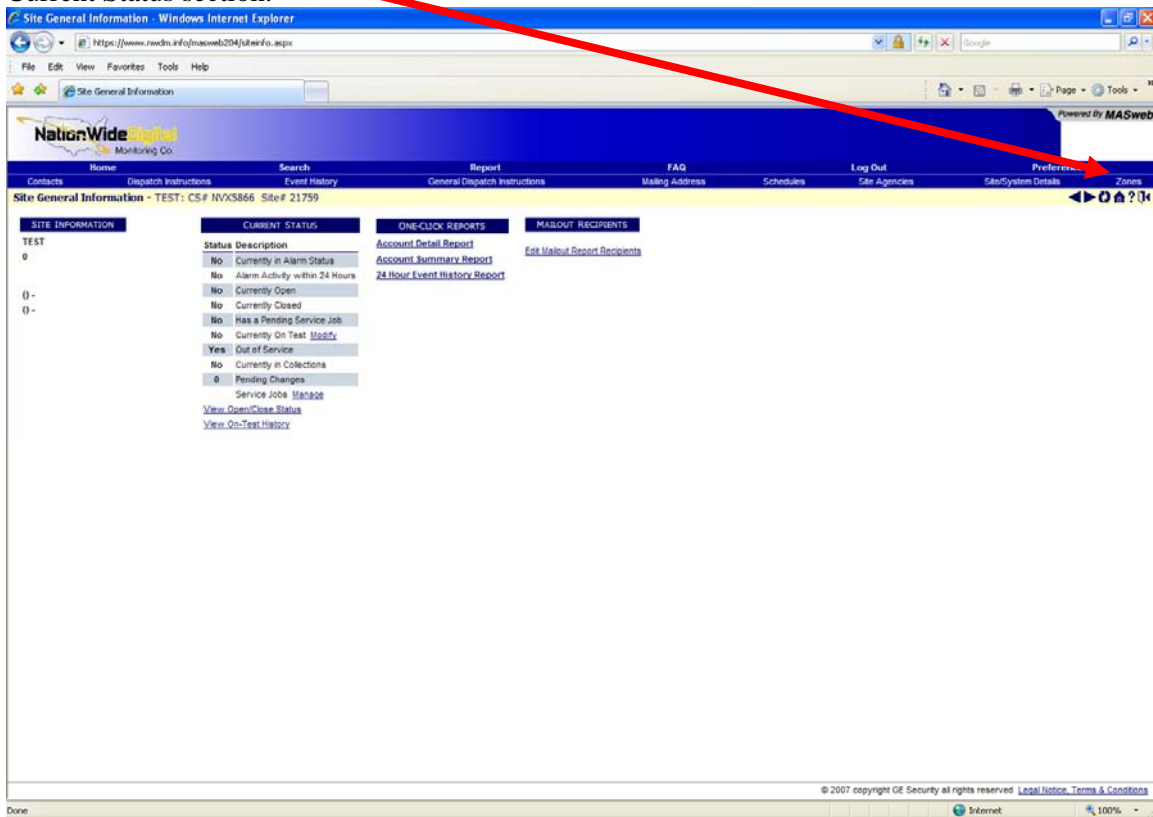 Current Status section.
Site General Information - Windows Internet Explorer
https://www.nwdm.info/masweb204/siteinfo.aspx
Google
File Edit View Favorites Tools Help
Site General Information
Page Tools
NationWide Digital
Monitoring Co.
Powered By MASweb
Home Search Report FAQ Log Out
Contacts Dispatch Instructions Event History General Dispatch Instructions Mailing Address Schedules Site Agencies Site/System Details Zones
Site General Information - TEST: CS# NVX5866 Site# 21759
SITE INFORMATION
TEST
0
() -
() -
CURRENT STATUS
Status Description
No Currently in Alarm Status
No Alarm Activity within 24 Hours
No Currently Open
No Currently Closed
No Has a Pending Service Job
No Currently On Test Modify
Yes Out of Service
No Currently in Collections
0 Pending Changes
Service Jobs Manage
View Open/Close Status
View On-Test History
ONE-CLICK REPORTS
Account Detail Report
Account Summary Report
24 Hour Event History Report
MAILOUT RECIPIENTS
Edit Mailout Report Recipients
© 2007 copyright GE Security all rights reserved Legal Notice, Terms & Conditions
Done Internet 100%